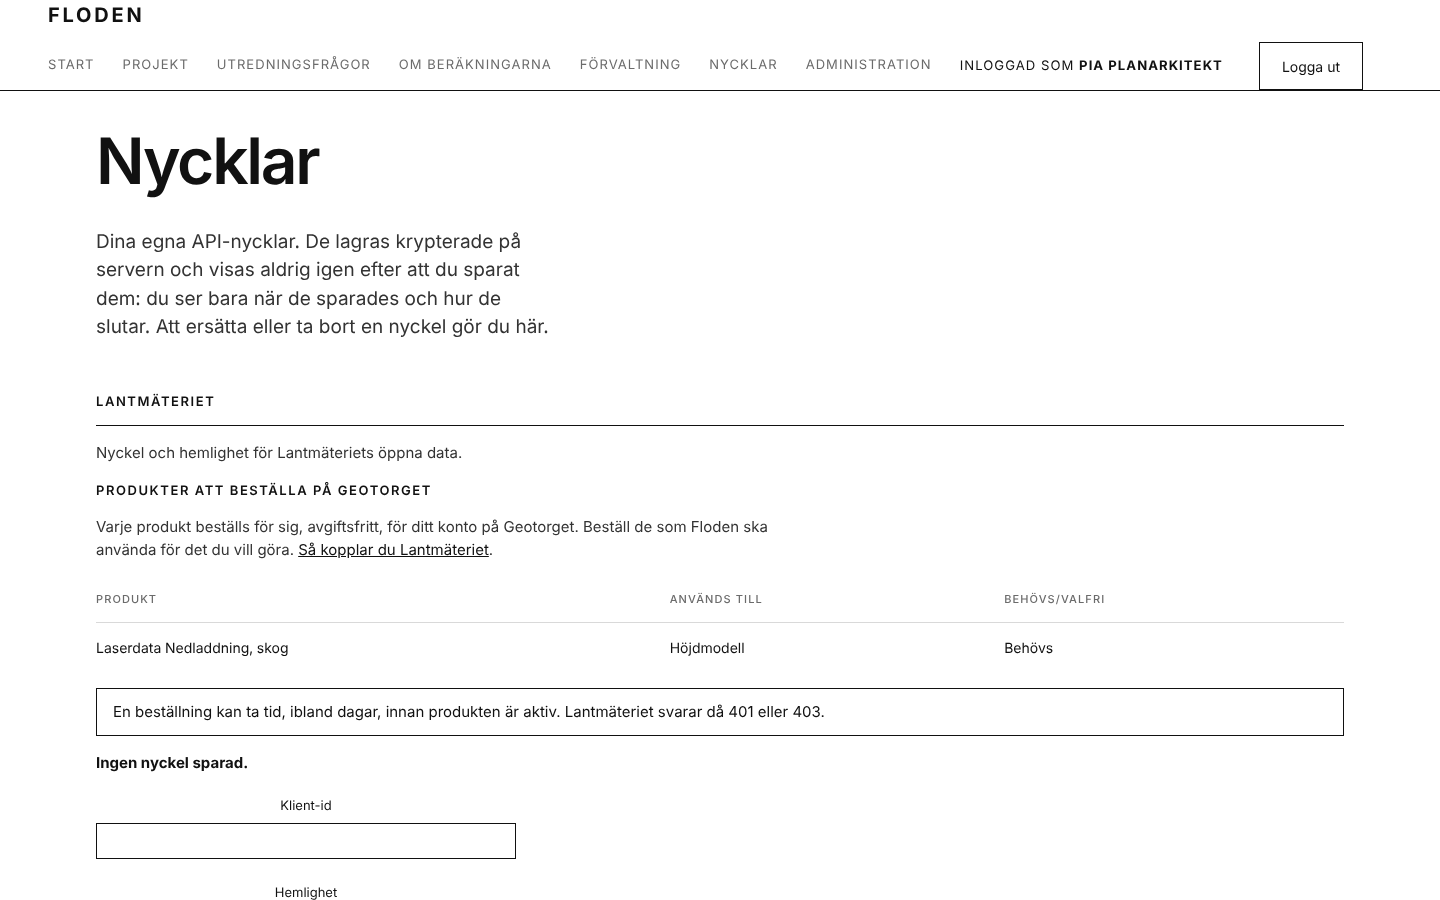 FLODEN
START PROJEKT UTREDNINGSFRÅGOR OM BERÄKNINGARNA FÖRVALTNING NYCKLAR ADMINISTRATION INLOGGAD SOM PIA PLANARKITEKT Logga ut
Nycklar
Dina egna API-nycklar. De lagras krypterade på
servern och visas aldrig igen efter att du sparat
dem: du ser bara när de sparades och hur de
slutar. Att ersätta eller ta bort en nyckel gör du här.
LANTMÄTERIET
Nyckel och hemlighet för Lantmäteriets öppna data.
PRODUKTER ATT BESTÄLLA PÅ GEOTORGET
Varje produkt beställs för sig, avgiftsfritt, för ditt konto på Geotorget. Beställ de som Floden ska
använda för det du vill göra. Så kopplar du Lantmäteriet.
PRODUKT ANVÄNDS TILL BEHÖVS/VALFRI
Laserdata Nedladdning, skog Höjdmodell Behövs
En beställning kan ta tid, ibland dagar, innan produkten är aktiv. Lantmäteriet svarar då 401 eller 403.
Ingen nyckel sparad.
Klient-id
Hemlighet